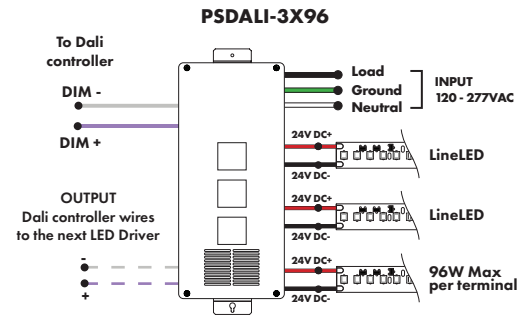 PSDALI-3X96
To Dali
controller
DIM -
DIM +
OUTPUT
Dali controller wires
to the next LED Driver
-
+
Load
Ground
Neutral
INPUT
120 - 277VAC
24V DC+
24V DC-
LineLED
24V DC+
24V DC-
LineLED
24V DC+
24V DC-
96W Max
per terminal